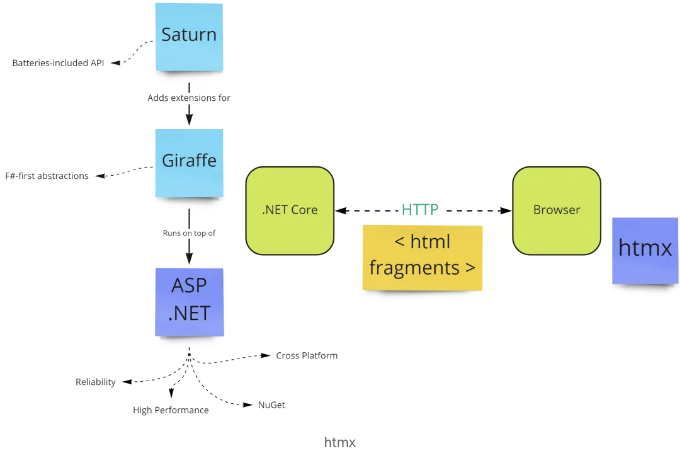 Saturn
Batteries-included API
Adds extensions for
Giraffe
F#-first abstractions
Runs on top of
ASP
.NET
Cross Platform
Reliability
NuGet
High Performance
.NET Core
HTTP
< html
fragments >
Browser
htmx
htmx